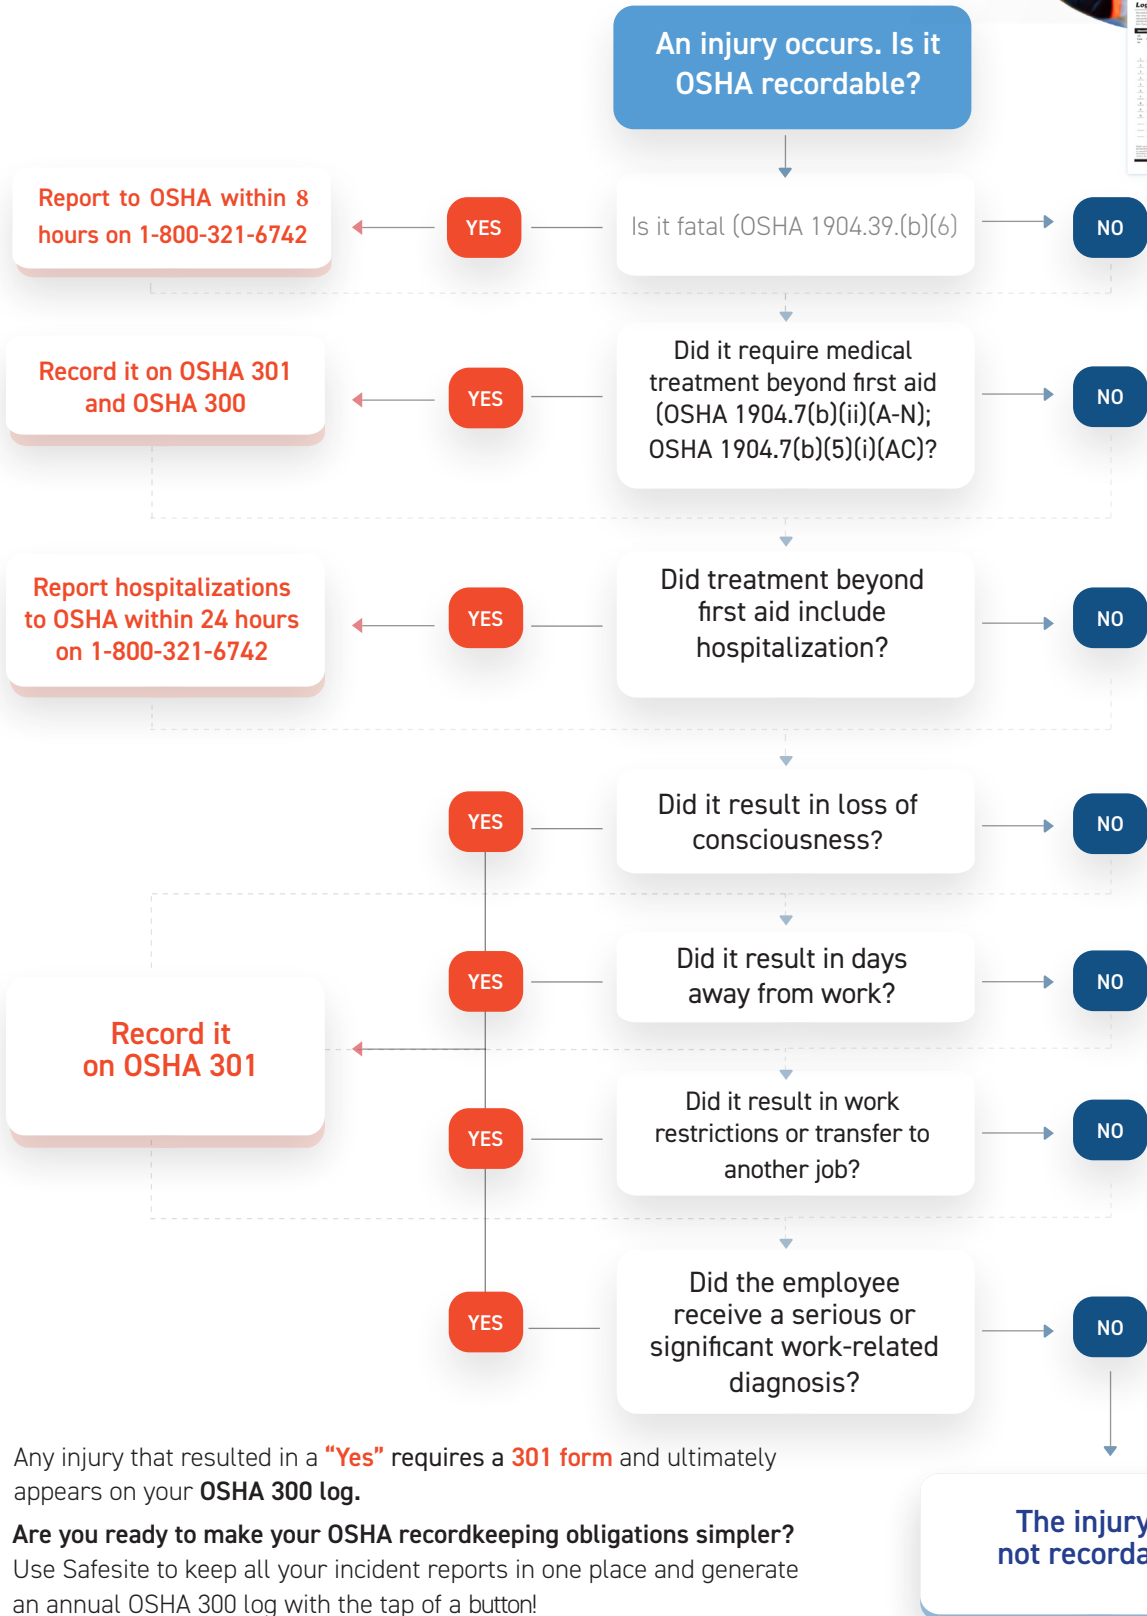 An injury occurs. Is it
OSHA recordable?
Report to OSHA within 8
hours on 1-800-321-6742
YES
Is it fatal (OSHA 1904.39.(b)(6)
NO
Record it on OSHA 301
and OSHA 300
YES
Did it require medical
treatment beyond first aid
(OSHA 1904.7(b)(ii)(A-N);
OSHA 1904.7(b)(5)(i)(AC)?
NO
Report hospitalizations
to OSHA within 24 hours
on 1-800-321-6742
YES
Did treatment beyond
first aid include
hospitalization?
NO
YES
Did it result in loss of
consciousness?
NO
YES
Did it result in days
away from work?
NO
Record it
on OSHA 301
YES
Did it result in work
restrictions or transfer to
another job?
NO
YES
Did the employee
receive a serious or
significant work-related
diagnosis?
NO
Any injury that resulted in a “Yes” requires a 301 form and ultimately
appears on your OSHA 300 log.
Are you ready to make your OSHA recordkeeping obligations simpler?
Use Safesite to keep all your incident reports in one place and generate
an annual OSHA 300 log with the tap of a button!
The injury
not recorda